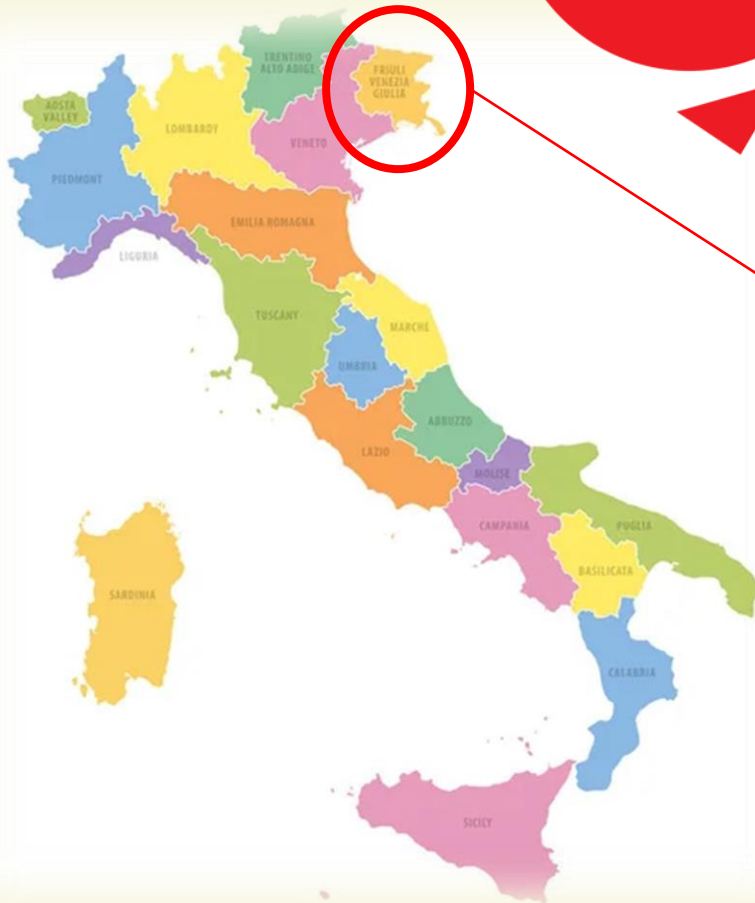 TRENTINO
ALTO ADIGE
FRIULI
VENEZIA
GIULIA
AOSTA
VALLEY
LOMBARDY
VENETO
PIEDMONT
EMILIA ROMAGNA
LIGURIA
TUSCANY
MARCHE
UMBRIA
ABRUZZO
LAZIO
MOLISE
CAMPANIA
PUGLIA
BASILICATA
SARDINIA
CALABRIA
SICILY